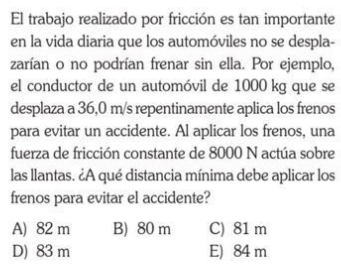 El trabajo realizado por fricción es tan importante
en la vida diaria que los automóviles no se despla-
zarían o no podrían frenar sin ella. Por ejemplo,
el conductor de un automóvil de 1000 kg que se
desplaza a 36,0 m/s repentinamente aplica los frenos
para evitar un accidente. Al aplicar los frenos, una
fuerza de fricción constante de 8000 N actúa sobre
las llantas. ¿A qué distancia mínima debe aplicar los
frenos para evitar el accidente?
A) 82 m B) 80 m C) 81 m
D) 83 m E) 84 m